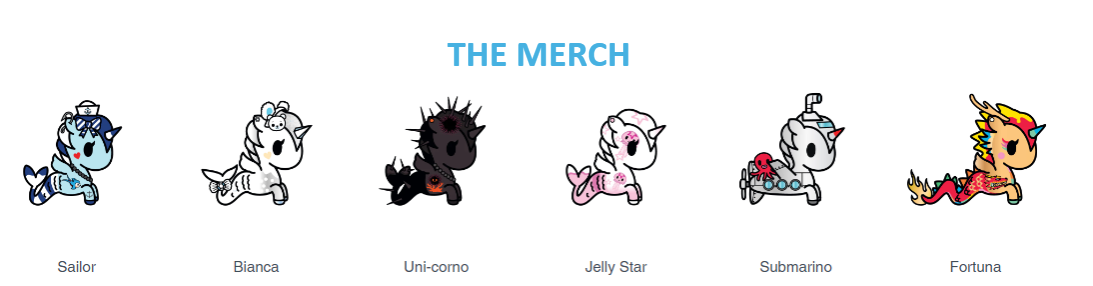 THE MERCH
Sailor
Bianca
Uni-corno
Jelly Star
Submarino
Fortuna